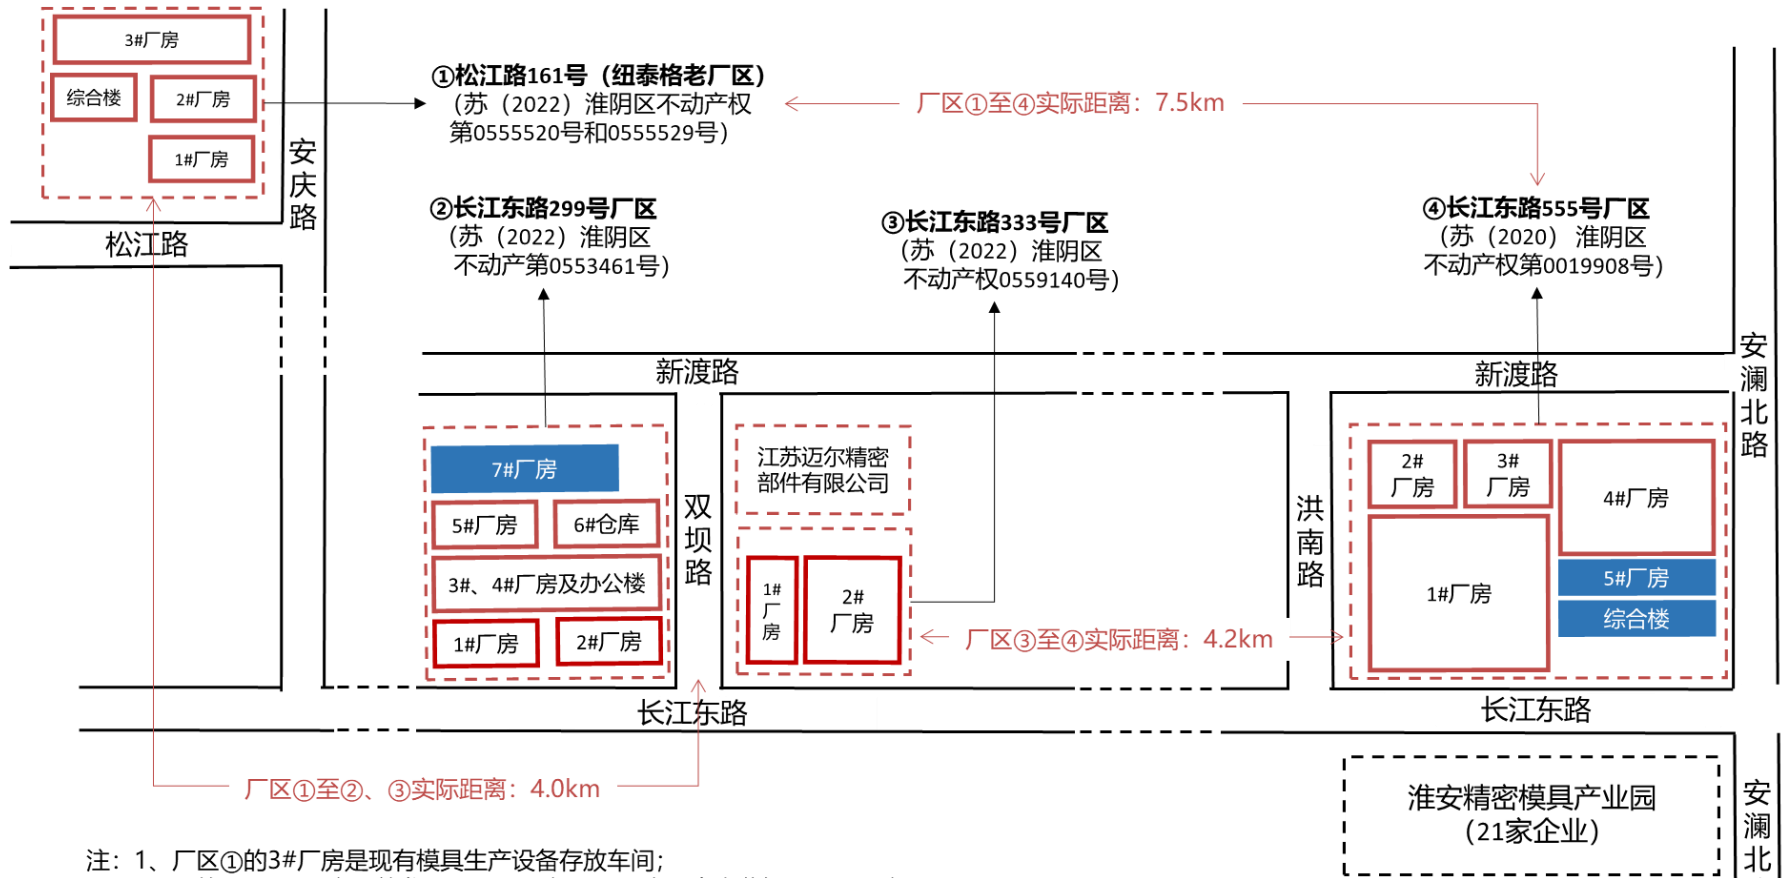 3#厂房
综合楼
2#厂房
1#厂房
安庆路
松江路
①松江路161号（纽泰格老厂区）
（苏（2022）淮阴区不动产权
第0555520号和0555529号）
厂区①至④实际距离：7.5km
②长江东路299号厂区
（苏（2022）淮阴区
不动产第0553461号）
③长江东路333号厂区
（苏（2022）淮阴区
不动产权0559140号）
④长江东路555号厂区
（苏（2020） 淮阴区
不动产权第0019908号）
新渡路
新渡路
安澜北路
7#厂房
5#厂房
6#仓库
3#、4#厂房及办公楼
1#厂房
2#厂房
双坝路
江苏迈尔精密
部件有限公司
1#
厂
房
2#
厂房
厂区③至④实际距离：4.2km
洪南路
2#
厂房
3#
厂房
4#厂房
1#厂房
5#厂房
综合楼
长江东路
长江东路
厂区①至②、③实际距离：4.0km
淮安精密模具产业园
（21家企业）
安澜北
注：1、厂区①的3#厂房是现有模具生产设备存放车间；